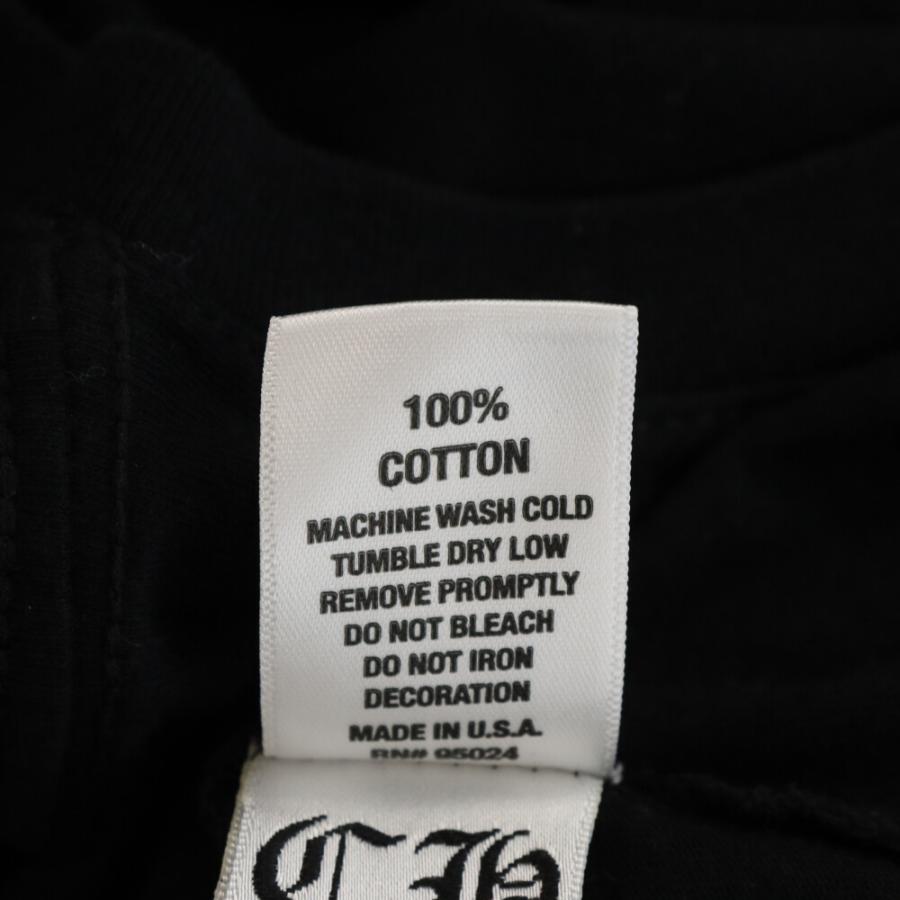 100%
COTTON
MACHINE WASH COLD
TUMBLE DRY LOW
REMOVE PROMPTLY
DO NOT BLEACH
DO NOT IRON
DECORATION
MADE IN U.S.A.
RN# 95024
CH